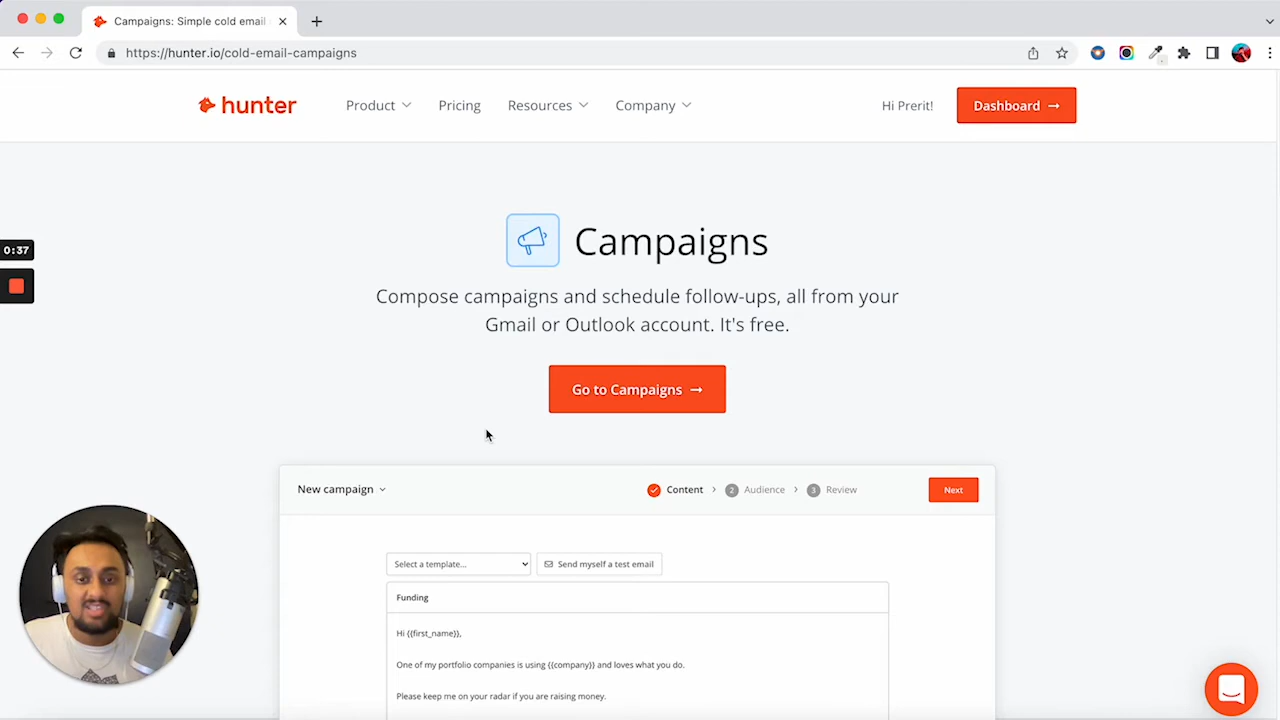 Campaigns: Simple cold email
https://hunter.io/cold-email-campaigns
hunter
Product
Pricing
Resources
Company
Hi Prerit!
Dashboard →
0:37
Campaigns
Compose campaigns and schedule follow-ups, all from your
Gmail or Outlook account. It's free.
Go to Campaigns →
New campaign
Content
2 Audience
3 Review
Next
Select a template...
Send myself a test email
Funding
Hi {{first_name}},
One of my portfolio companies is using {{company}} and loves what you do.
Please keep me on your radar if you are raising money.